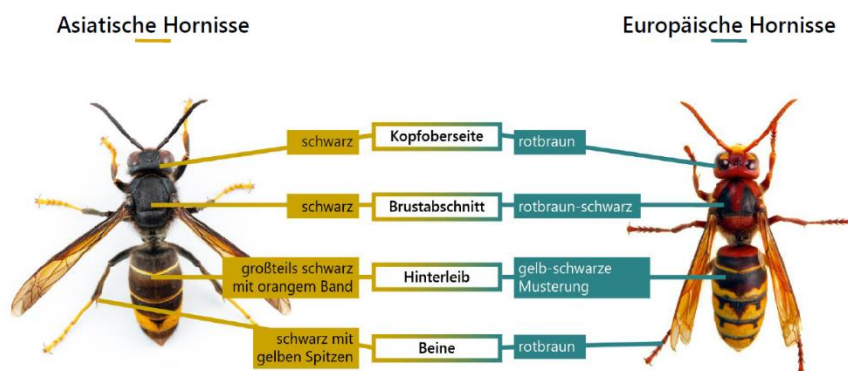 Asiatische Hornisse
Europäische Hornisse
schwarz
Kopfoberseite
rotbraun
schwarz
Brustabschnitt
rotbraun-schwarz
großteils schwarz
mit orangem Band
Hinterleib
gelb-schwarze
Musterung
schwarz mit
gelben Spitzen
Beine
rotbraun